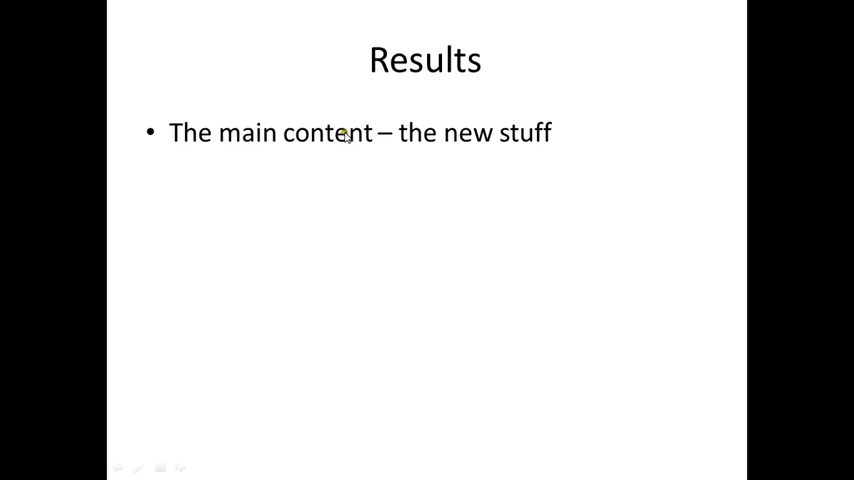 Results
• The main content – the new stuff